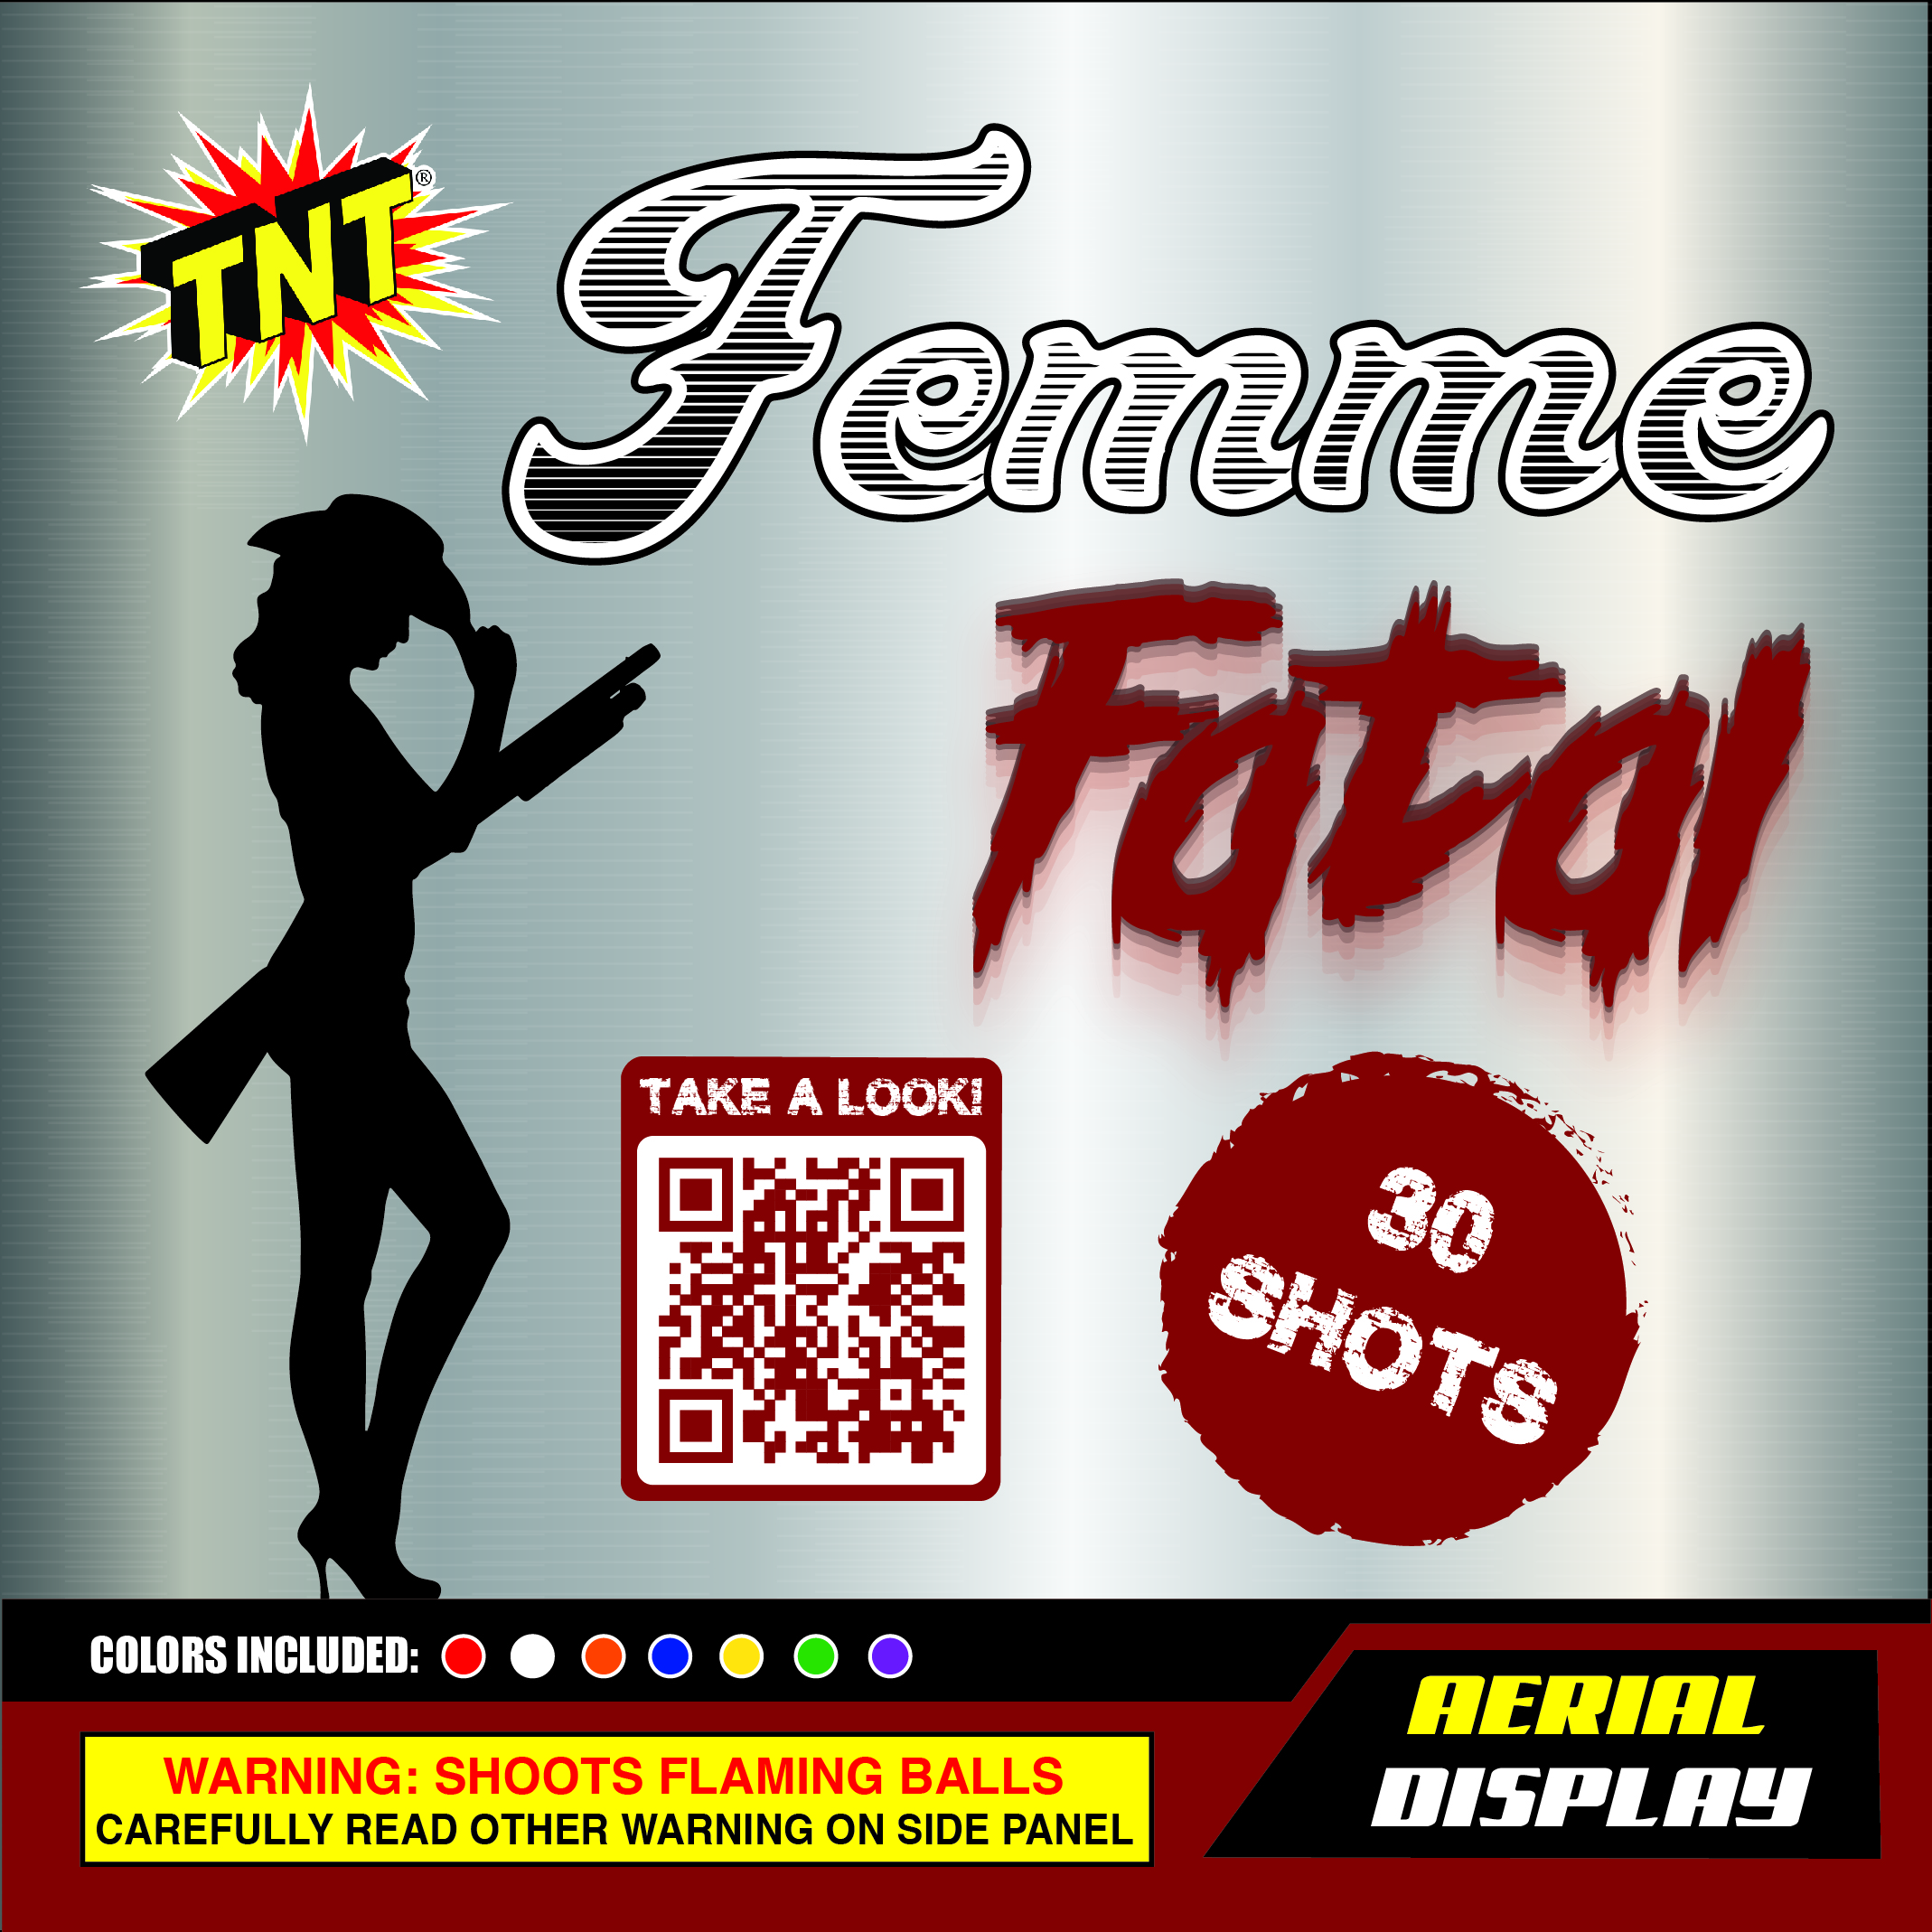 TNT®
Femme
Fatal
TAKE A LOOK!
30
SHOTS
COLORS INCLUDED:
AERIAL
DISPLAY
WARNING: SHOOTS FLAMING BALLS
CAREFULLY READ OTHER WARNING ON SIDE PANEL